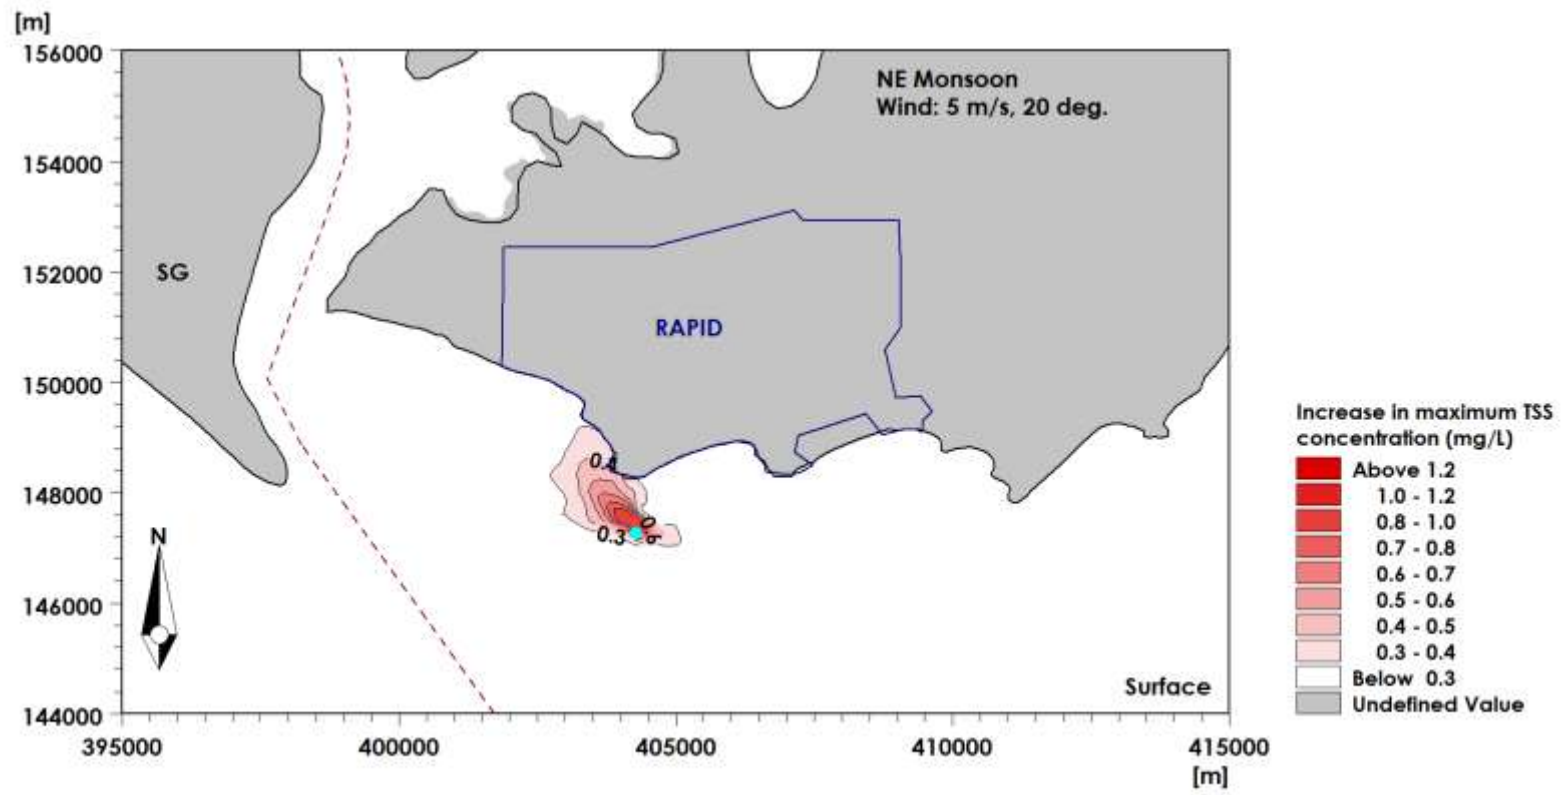 [m]
156000
154000
152000
150000
148000
146000
144000
395000
400000
405000
410000
415000
[m]
NE Monsoon
Wind: 5 m/s, 20 deg.
SG
RAPID
0.4
0.3
N
Surface
Increase in maximum TSS
concentration (mg/L)
Above 1.2
1.0 - 1.2
0.8 - 1.0
0.7 - 0.8
0.6 - 0.7
0.5 - 0.6
0.4 - 0.5
0.3 - 0.4
Below 0.3
Undefined Value